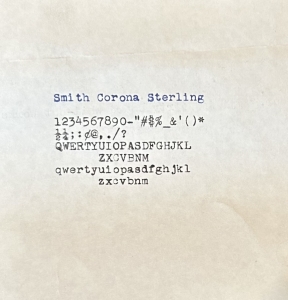 Smith Corona Sterling
1234567890-"#$%_&'()*
½¼;:¢@,./?
QWERTYUIOPASDFGHJKL
ZXCVBNM
qwertyuiopasdfghjkl
zxcvbnm